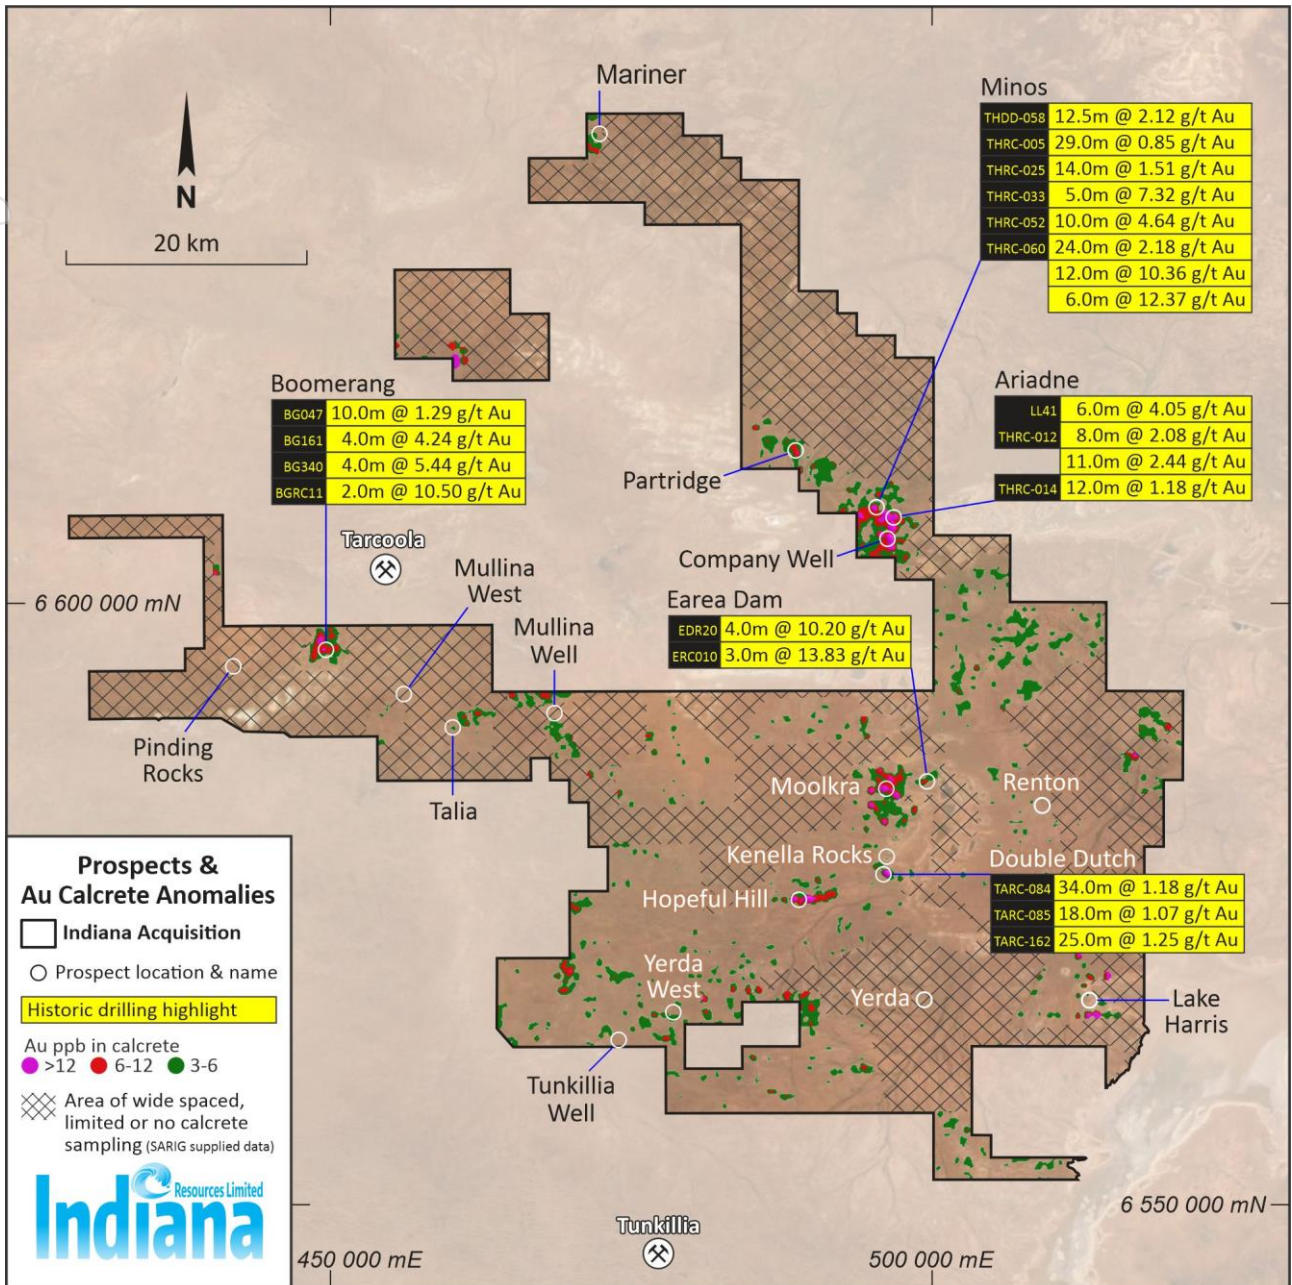 Mariner
N
20 km
Minos
THDD-058 12.5m @ 2.12 g/t Au
THRC-005 29.0m @ 0.85 g/t Au
THRC-025 14.0m @ 1.51 g/t Au
THRC-033 5.0m @ 7.32 g/t Au
THRC-052 10.0m @ 4.64 g/t Au
THRC-060 24.0m @ 2.18 g/t Au
12.0m @ 10.36 g/t Au
6.0m @ 12.37 g/t Au
Boomerang
BG047 10.0m @ 1.29 g/t Au
BG161 4.0m @ 4.24 g/t Au
BG340 4.0m @ 5.44 g/t Au
BGRC11 2.0m @ 10.50 g/t Au
Ariadne
LL41 6.0m @ 4.05 g/t Au
THRC-012 8.0m @ 2.08 g/t Au
11.0m @ 2.44 g/t Au
THRC-014 12.0m @ 1.18 g/t Au
Partridge
Company Well
Tarcoola
Mullina
West
6 600 000 mN
Mullina
Well
Earea Dam
EDR20 4.0m @ 10.20 g/t Au
ERC010 3.0m @ 13.83 g/t Au
Pinding
Rocks
Talia
Moolkra
Renton
Kenella Rocks
Double Dutch
TARC-084 34.0m @ 1.18 g/t Au
TARC-085 18.0m @ 1.07 g/t Au
TARC-162 25.0m @ 1.25 g/t Au
Hopeful Hill
Yerda
West
Yerda
Lake
Harris
Tunkillia
Well
Prospects &
Au Calcrete Anomalies
Indiana Acquisition
Prospect location & name
Historic drilling highlight
Au ppb in calcrete
>12 6-12 3-6
Area of wide spaced,
limited or no calcrete
sampling (SARIG supplied data)
Indiana Resources Limited
Tunkillia
6 550 000 mN
450 000 mE
500 000 mE